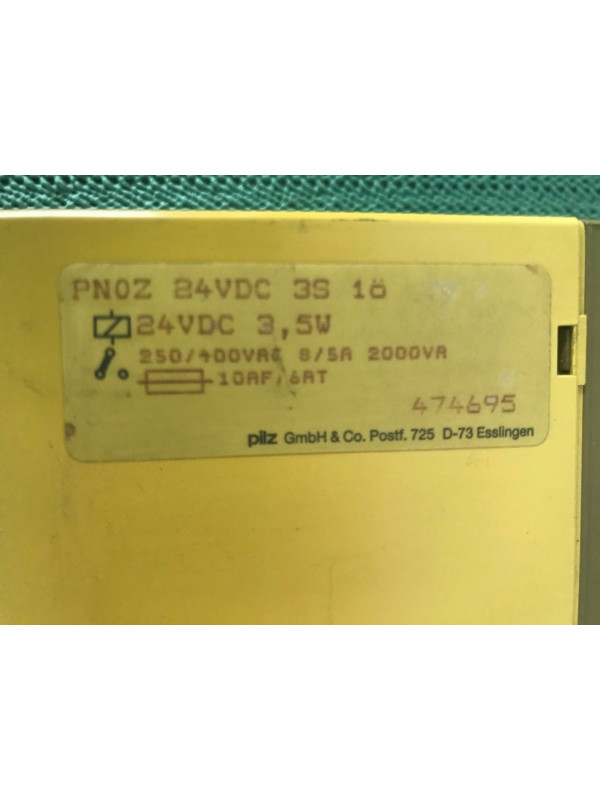 PNOZ 24VDC 3S 1ö
24VDC 3,5W
250/400VAC 8/5A 2000VA
10AF/6AT
474695
pilz GmbH & Co. Postf. 725 D-73 Esslingen